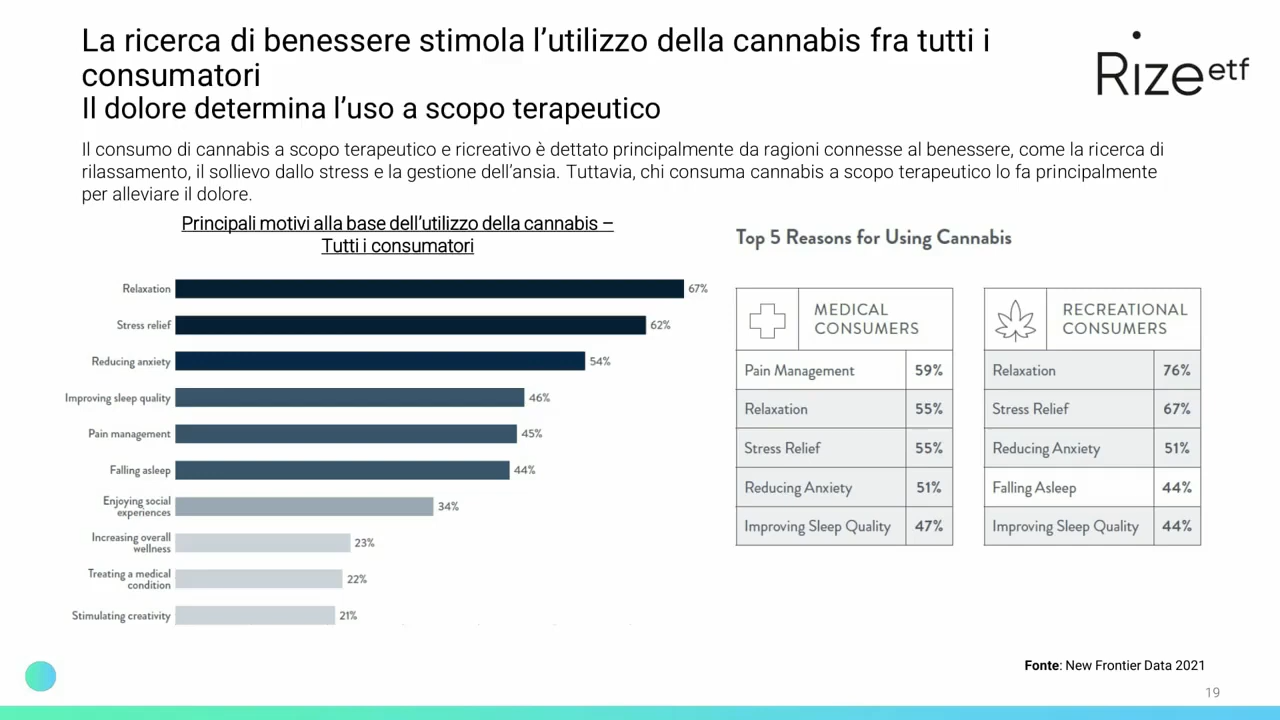 La ricerca di benessere stimola l’utilizzo della cannabis fra tutti i
consumatori
Il dolore determina l’uso a scopo terapeutico
Rize etf
Il consumo di cannabis a scopo terapeutico e ricreativo è dettato principalmente da ragioni connesse al benessere, come la ricerca di
rilassamento, il sollievo dallo stress e la gestione dell’ansia. Tuttavia, chi consuma cannabis a scopo terapeutico lo fa principalmente
per alleviare il dolore.
Principali motivi alla base dell’utilizzo della cannabis –
Tutti i consumatori
Relaxation 67%
Stress relief 62%
Reducing anxiety 54%
Improving sleep quality 46%
Pain management 45%
Falling asleep 44%
Enjoying social
experiences 34%
Increasing overall
wellness 23%
Treating a medical
condition 22%
Stimulating creativity 21%
Top 5 Reasons for Using Cannabis
MEDICAL
CONSUMERS
Pain Management 59%
Relaxation 55%
Stress Relief 55%
Reducing Anxiety 51%
Improving Sleep Quality 47%
RECREATIONAL
CONSUMERS
Relaxation 76%
Stress Relief 67%
Reducing Anxiety 51%
Falling Asleep 44%
Improving Sleep Quality 44%
Fonte: New Frontier Data 2021
19